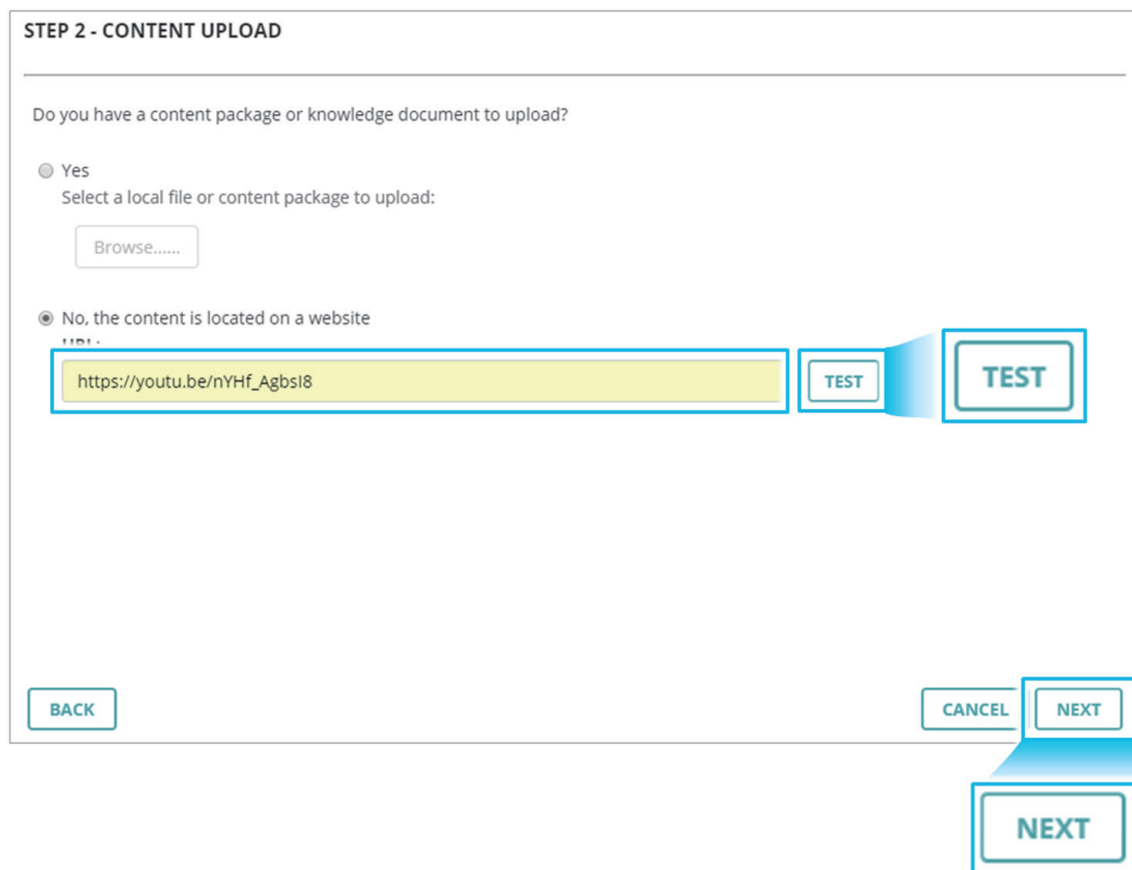 STEP 2 - CONTENT UPLOAD
Do you have a content package or knowledge document to upload?
Yes
Select a local file or content package to upload:
Browse......
No, the content is located on a website
URL:
https://youtu.be/nYHf_AgbsI8
TEST
TEST
BACK
CANCEL
NEXT
NEXT